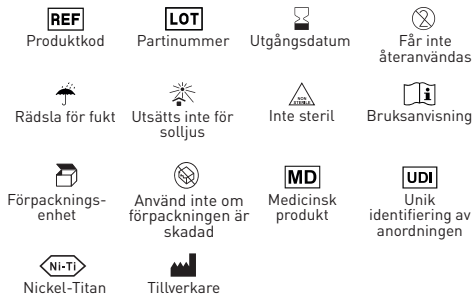 REF
Produktkod
LOT
Partinummer
Utgångsdatum
2
Får inte
återanvändas
Rädsla för fukt
Utsätts inte för
solljus
NON
STERILE
Inte steril
i
Bruksanvisning
Förpacknings-
enhet
Använd inte om
förpackningen är
skadad
MD
Medicinsk
produkt
UDI
Unik
identifiering av
anordningen
Ni-Ti
Nickel-Titan
Tillverkare